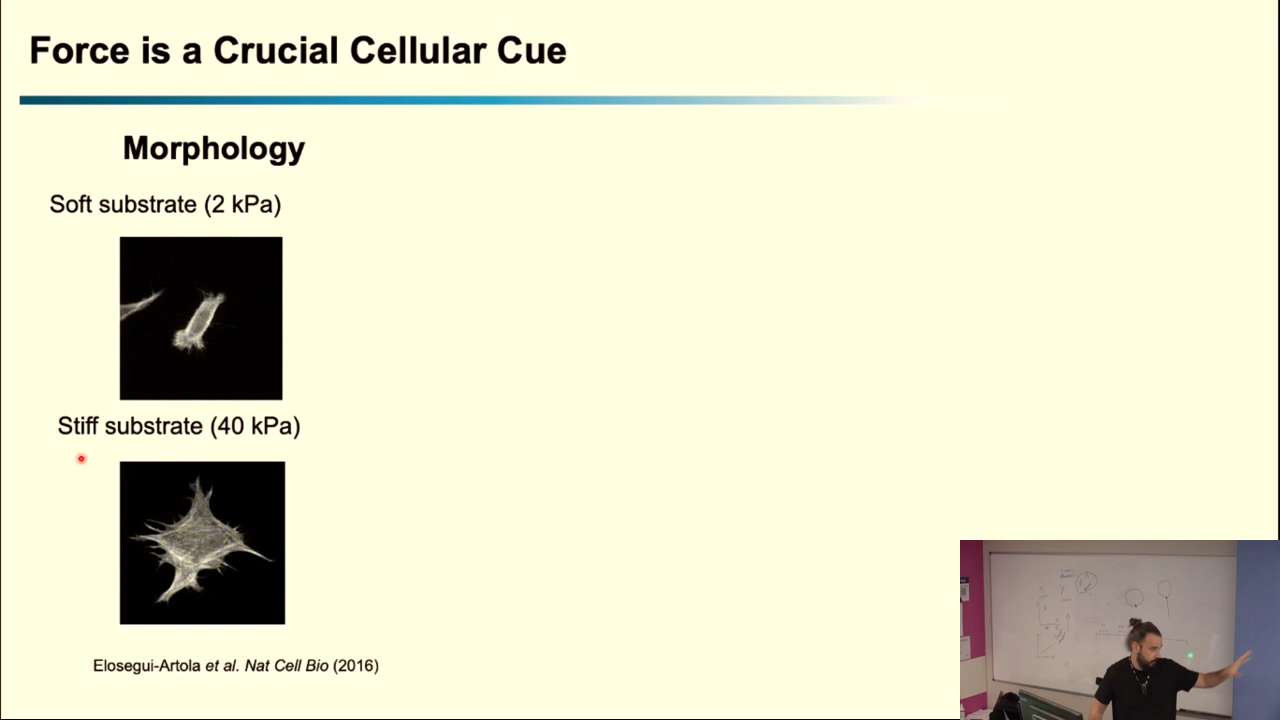 Force is a Crucial Cellular Cue
Morphology
Soft substrate (2 kPa)
Stiff substrate (40 kPa)
Elosegui-Artola et al. Nat Cell Bio (2016)